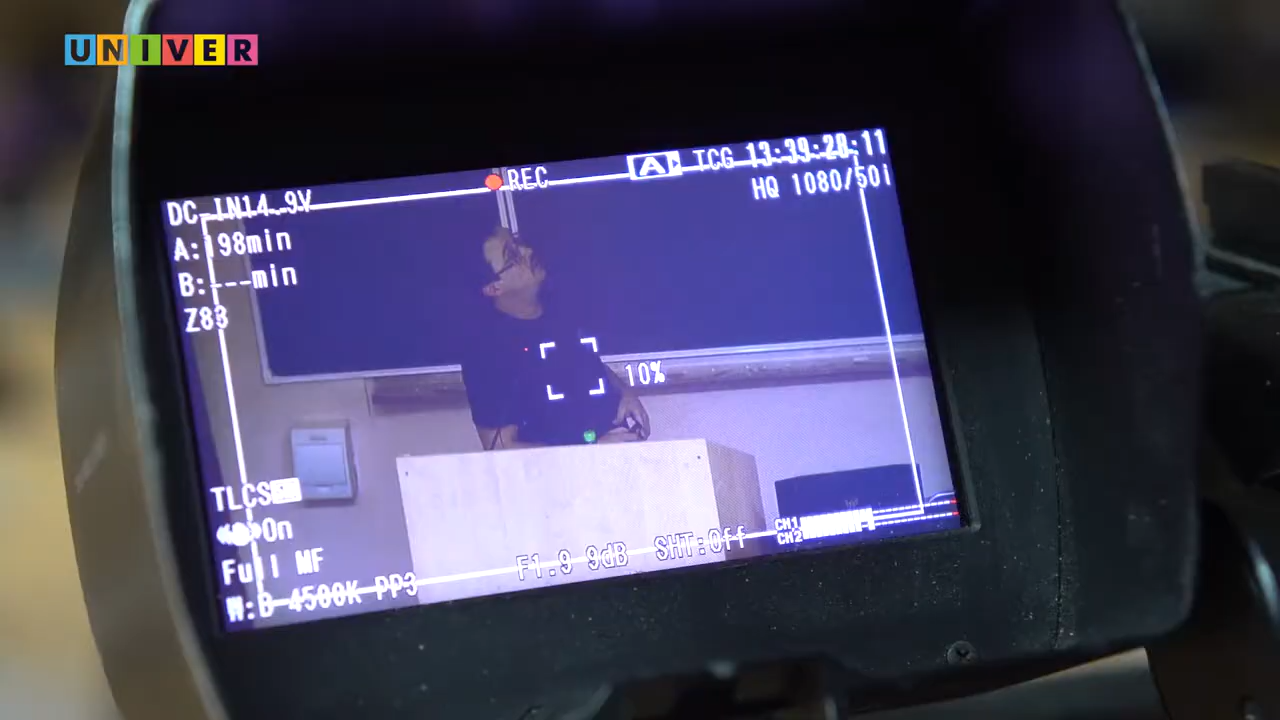 UNIVER
REC
A
TCG 13:39:28:11
HQ 1080/50i
DC-IN14.9V
A:198min
B:---min
Z83
10%
TLCS
On
Full MF
W:B 4500K PP3
F1.9 9dB SHT:Off
CH1
CH2